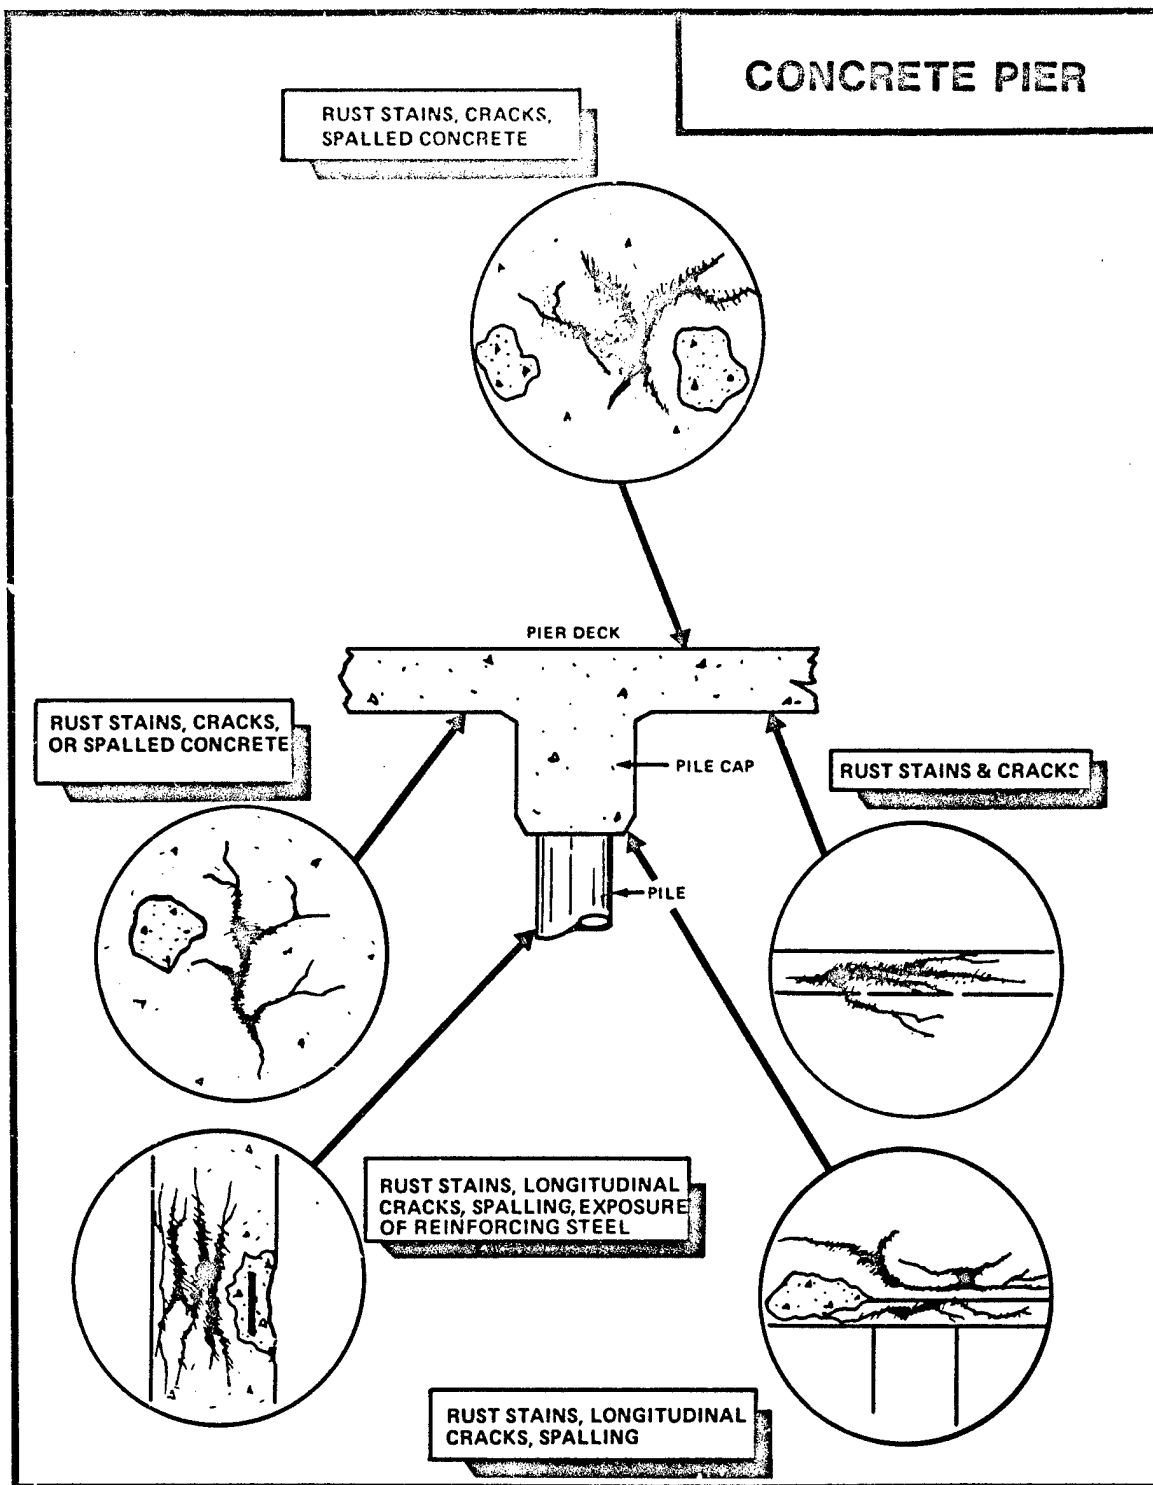 CONCRETE PIER
RUST STAINS, CRACKS,
SPALLED CONCRETE
PIER DECK
RUST STAINS, CRACKS,
OR SPALLED CONCRETE
PILE CAP
RUST STAINS & CRACKS
PILE
RUST STAINS, LONGITUDINAL
CRACKS, SPALLING, EXPOSURE
OF REINFORCING STEEL
RUST STAINS, LONGITUDINAL
CRACKS, SPALLING